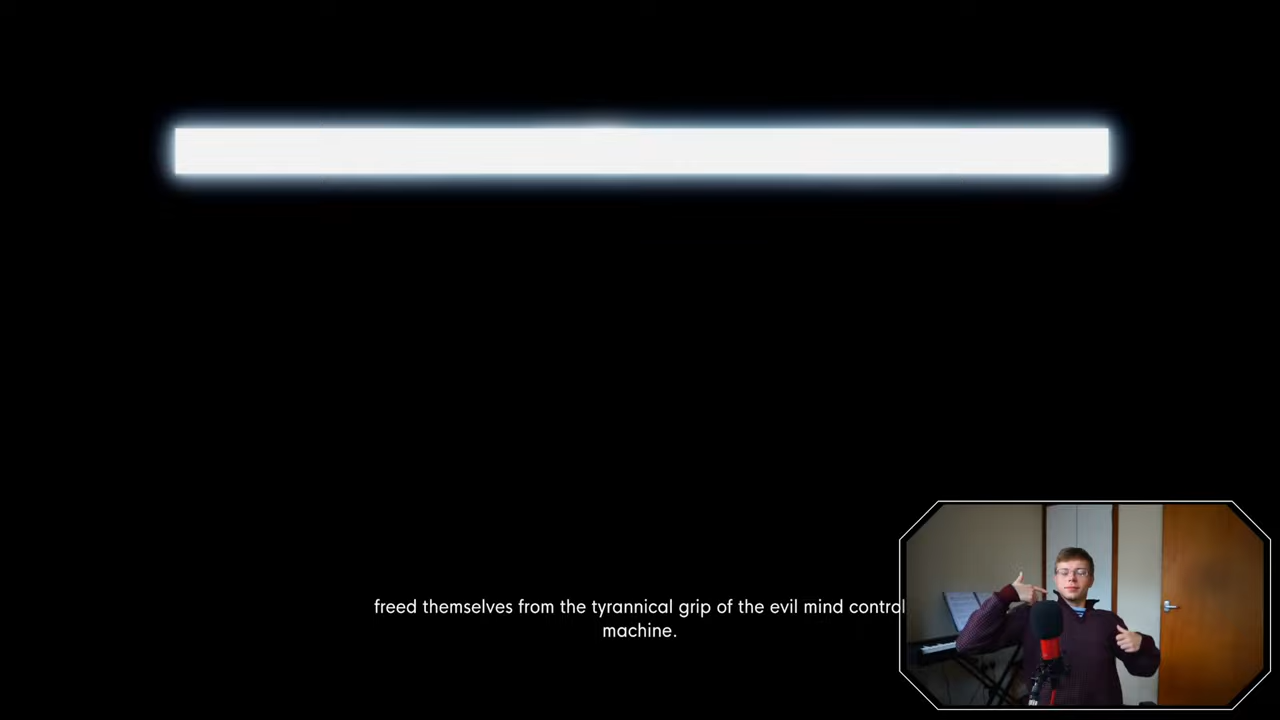 freed themselves from the tyrannical grip of the evil mind control
machine.